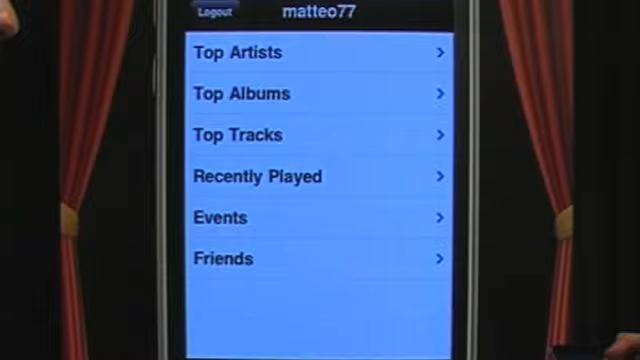 Logout
matteo77
Top Artists
Top Albums
Top Tracks
Recently Played
Events
Friends